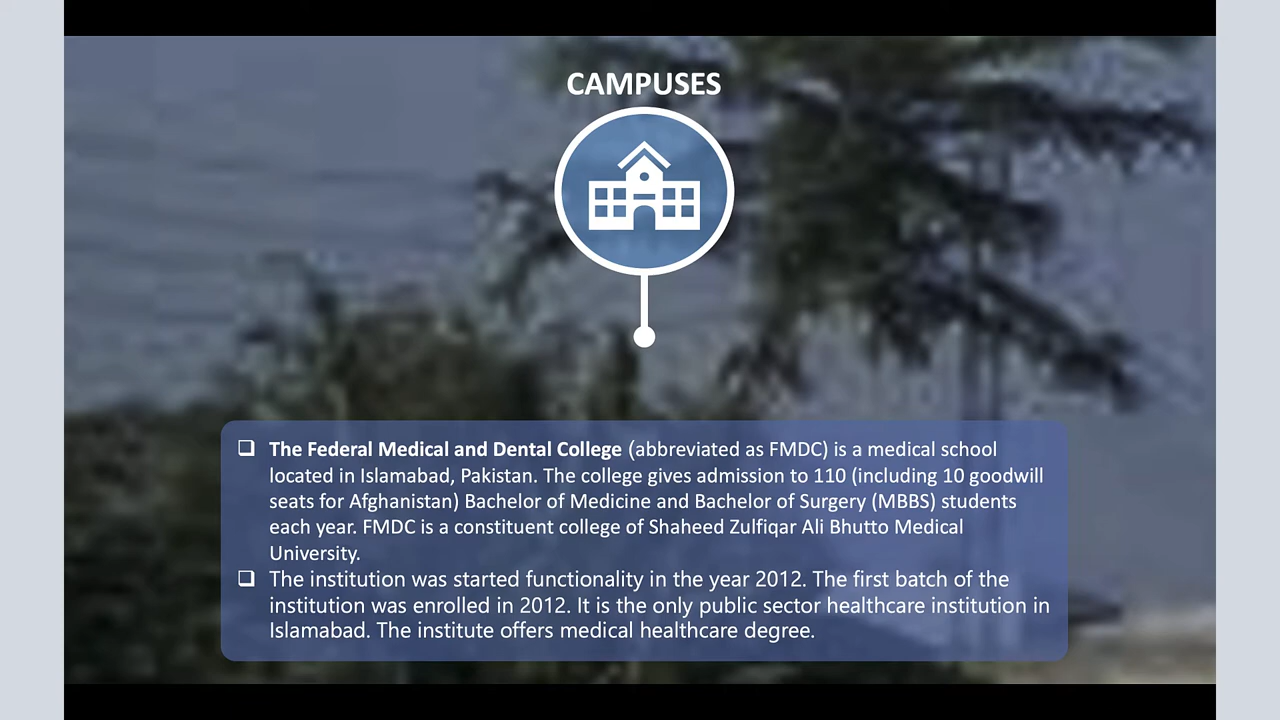 CAMPUSES
The Federal Medical and Dental College (abbreviated as FMDC) is a medical school
located in Islamabad, Pakistan. The college gives admission to 110 (including 10 goodwill
seats for Afghanistan) Bachelor of Medicine and Bachelor of Surgery (MBBS) students
each year. FMDC is a constituent college of Shaheed Zulfiqar Ali Bhutto Medical
University.
The institution was started functionality in the year 2012. The first batch of the
institution was enrolled in 2012. It is the only public sector healthcare institution in
Islamabad. The institute offers medical healthcare degree.